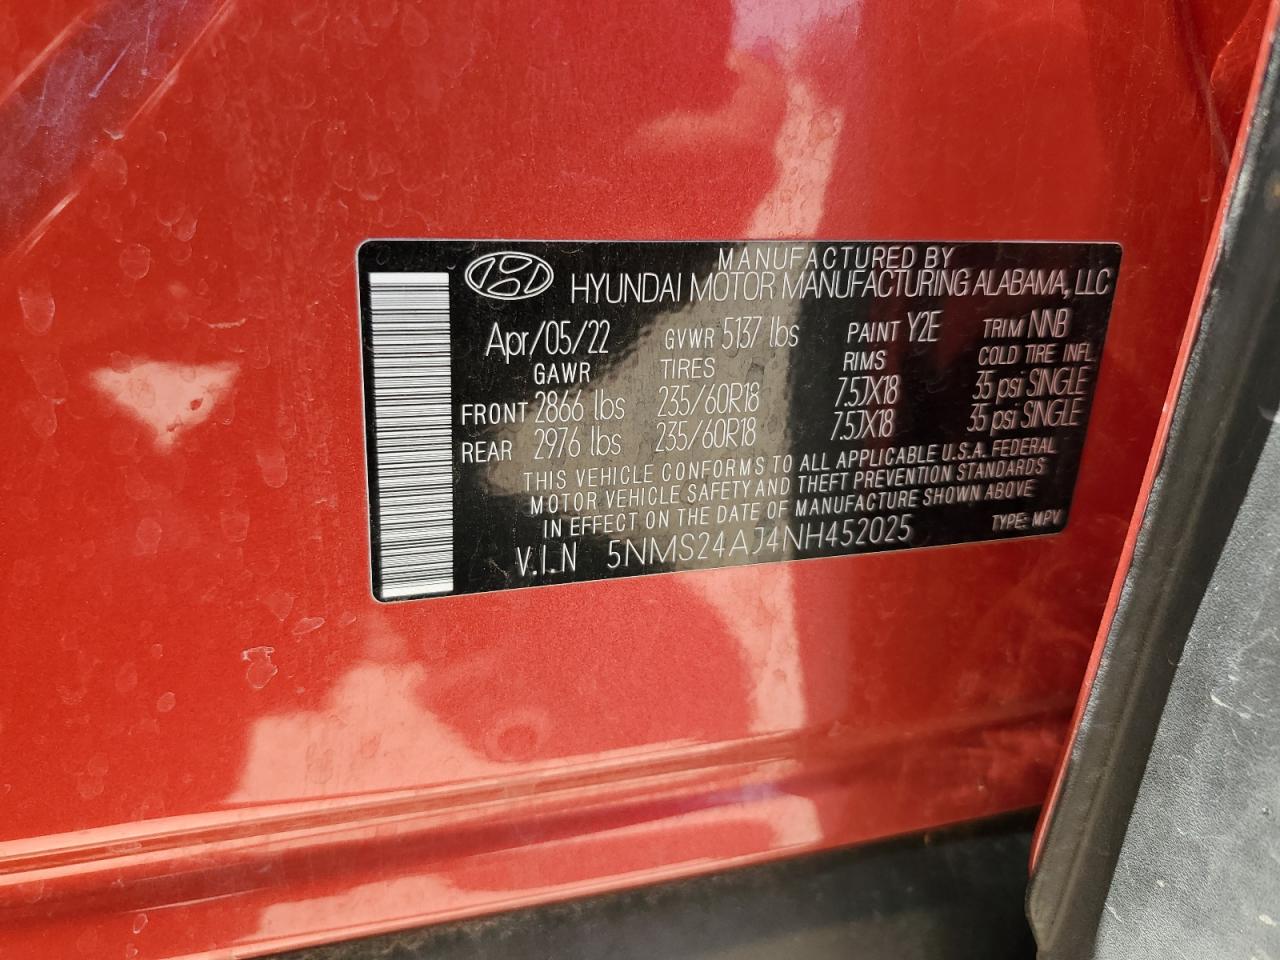 MANUFACTURED BY
HYUNDAI MOTOR MANUFACTURING ALABAMA, LLC
Apr/05/22 GVWR 5137 lbs PAINT Y2E TRIM NNB
GAWR TIRES RIMS COLD TIRE INFL
FRONT 2866 lbs 235/60R18 7.5JX18 35 psi SINGLE
REAR 2976 lbs 235/60R18 7.5JX18 35 psi SINGLE
THIS VEHICLE CONFORMS TO ALL APPLICABLE U.S.A. FEDERAL
MOTOR VEHICLE SAFETY AND THEFT PREVENTION STANDARDS
IN EFFECT ON THE DATE OF MANUFACTURE SHOWN ABOVE
V.I.N 5NMS24AJ4NH452025 TYPE: MPV